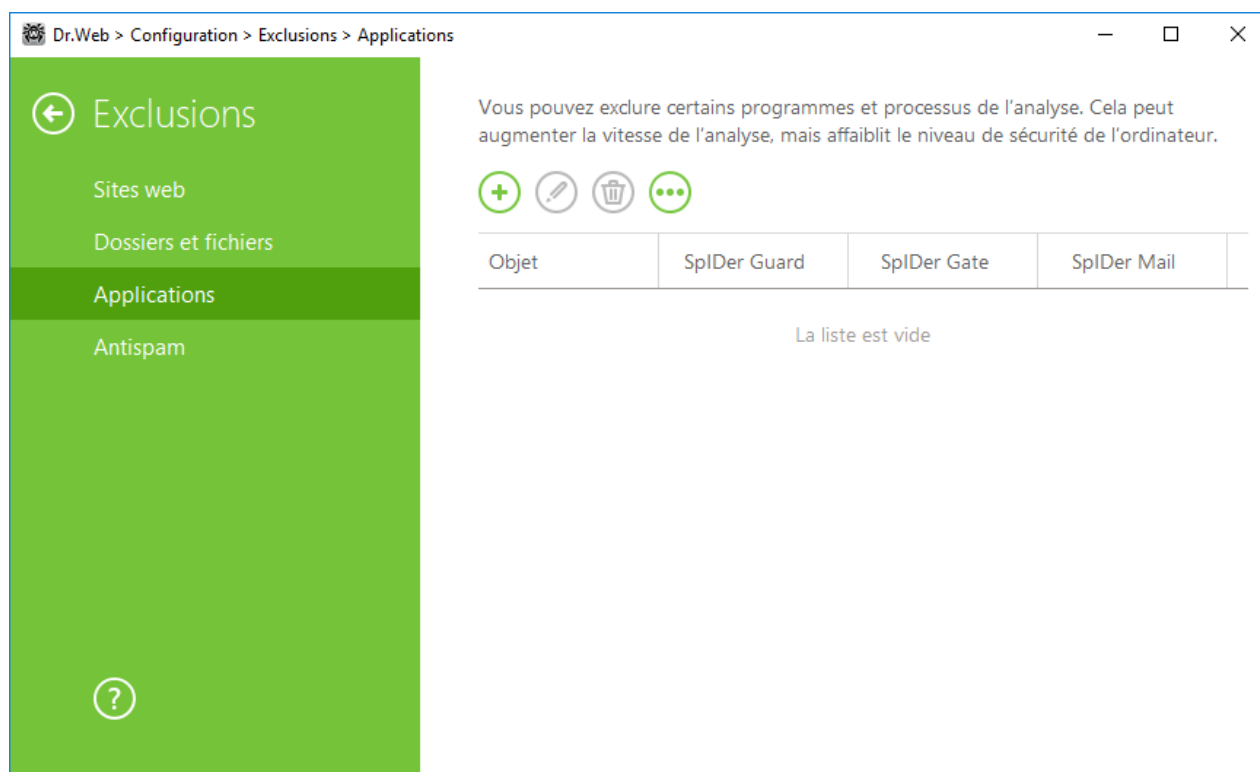 Dr.Web > Configuration > Exclusions > Applications
Exclusions
Sites web
Dossiers et fichiers
Applications
Antispam
?
Vous pouvez exclure certains programmes et processus de l'analyse. Cela peut
augmenter la vitesse de l'analyse, mais affaiblit le niveau de sécurité de l'ordinateur.
Objet SpIDer Guard SpIDer Gate SpIDer Mail
La liste est vide